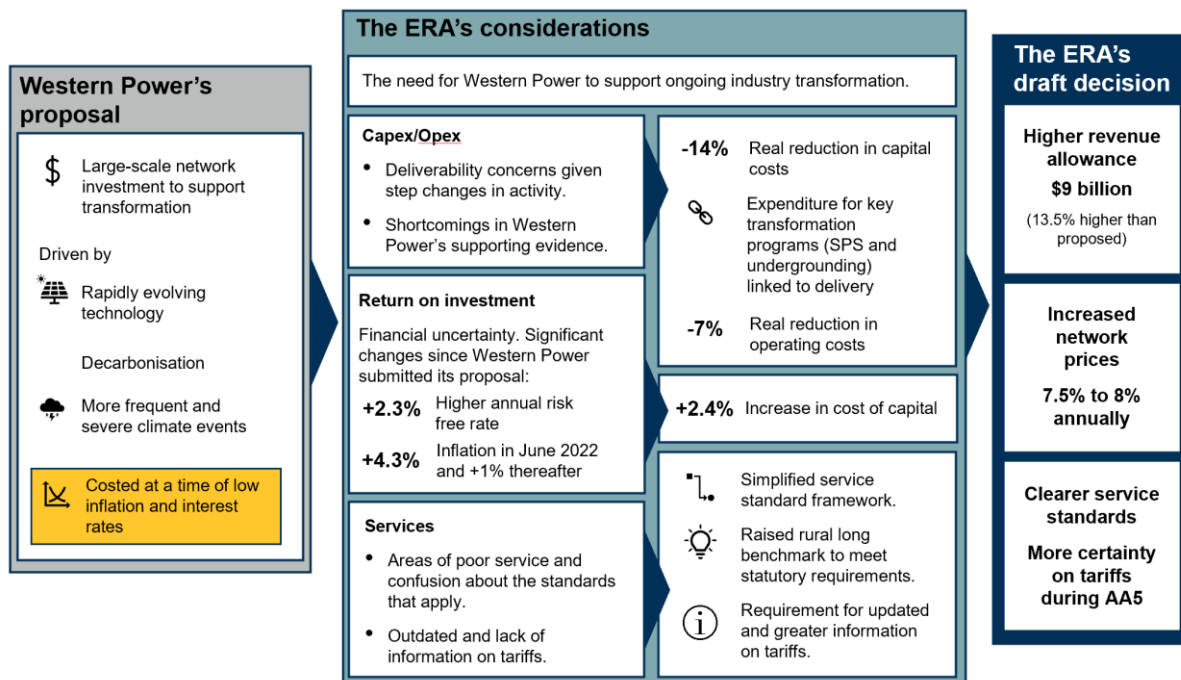 Western Power's
proposal
$
Large-scale network
investment to support
transformation
Driven by
Rapidly evolving
technology
Decarbonisation
More frequent and
severe climate events
Costed at a time of low
inflation and interest
rates
The ERA's considerations
The need for Western Power to support ongoing industry transformation.
Capex/Opex
• Deliverability concerns given
step changes in activity.
• Shortcomings in Western
Power's supporting evidence.
-14% Real reduction in capital
costs
Expenditure for key
transformation
programs (SPS and
undergrounding)
linked to delivery
-7% Real reduction in
operating costs
Return on investment
Financial uncertainty. Significant
changes since Western Power
submitted its proposal:
+2.3% Higher annual risk
free rate
+4.3% Inflation in June 2022
and +1% thereafter
+2.4% Increase in cost of capital
Services
• Areas of poor service and
confusion about the standards
that apply.
• Outdated and lack of
information on tariffs.
Simplified service
standard framework.
Raised rural long
benchmark to meet
statutory requirements.
i
Requirement for updated
and greater information
on tariffs.
The ERA's
draft decision
Higher revenue
allowance
$9 billion
(13.5% higher than
proposed)
Increased
network
prices
7.5% to 8%
annually
Clearer service
standards
More certainty
on tariffs
during AA5